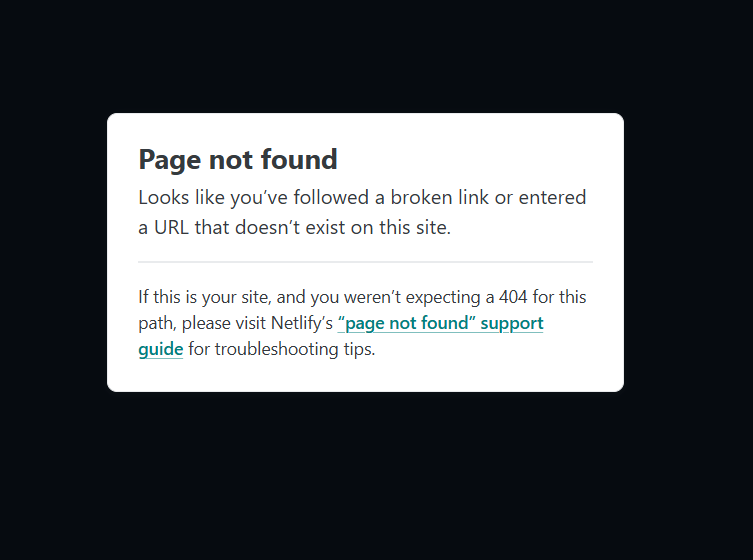 Page not found
Looks like you’ve followed a broken link or entered
a URL that doesn’t exist on this site.
If this is your site, and you weren’t expecting a 404 for this
path, please visit Netlify’s “page not found” support
guide for troubleshooting tips.